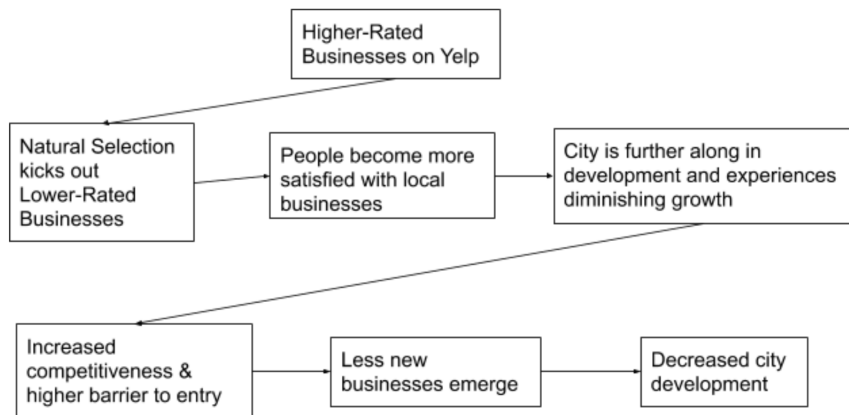 Higher-Rated
Businesses on Yelp
Natural Selection
kicks out
Lower-Rated
Businesses
People become more
satisfied with local
businesses
City is further along in
development and experiences
diminishing growth
Increased
competitiveness &
higher barrier to entry
Less new
businesses emerge
Decreased city
development